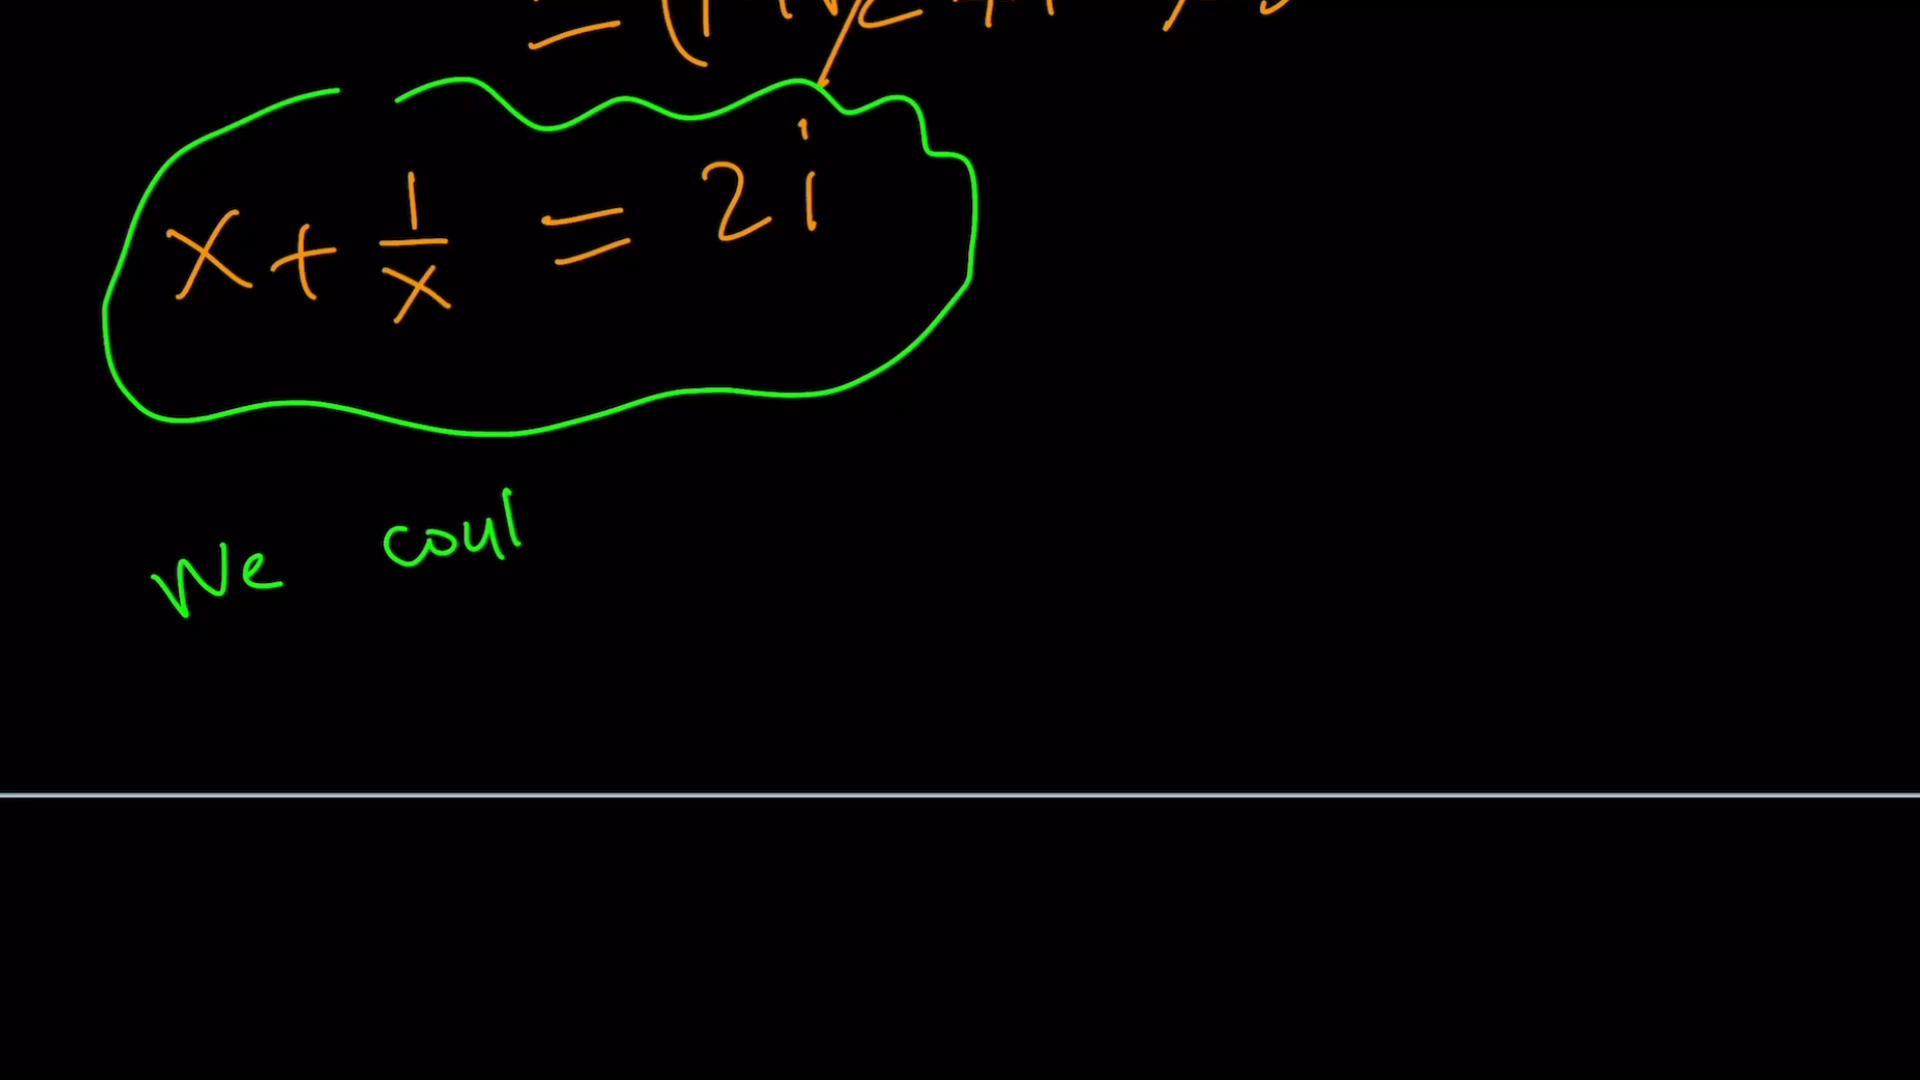 x + 1/x = 2i
We coul